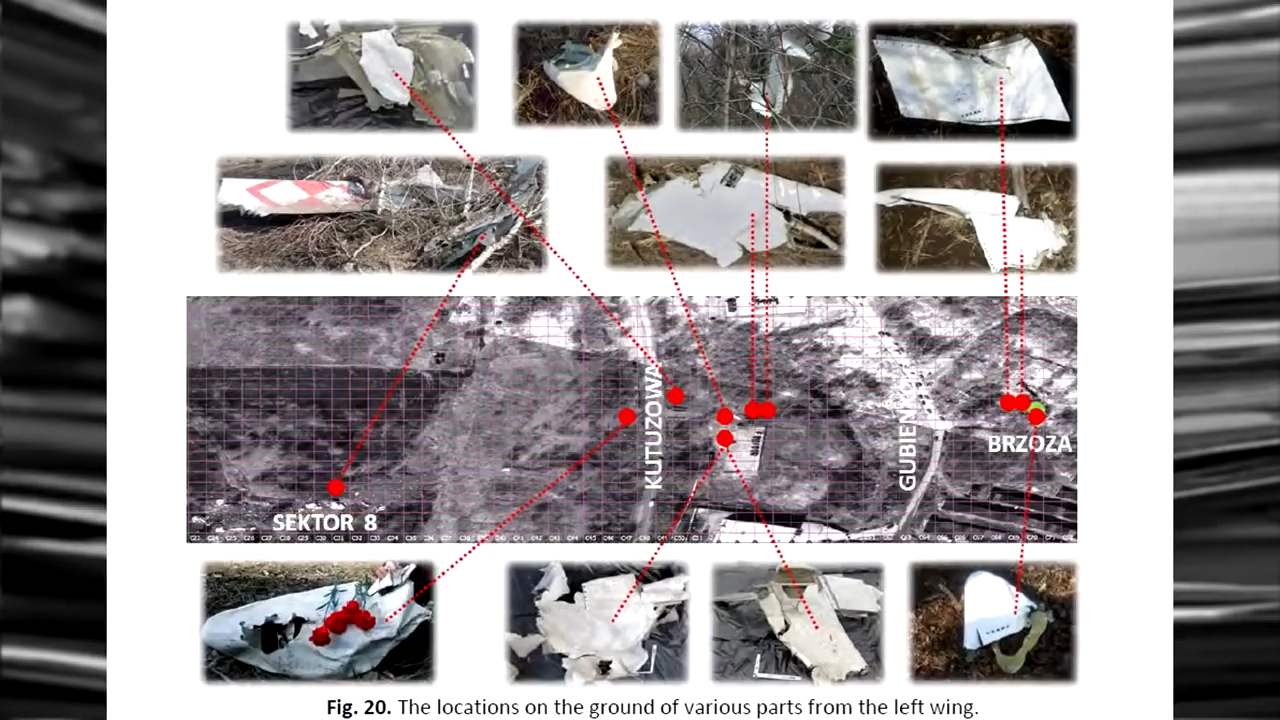 KUTUZOWA
GUBIENKO
BRZOZA
SEKTOR 8
Fig. 20. The locations on the ground of various parts from the left wing.